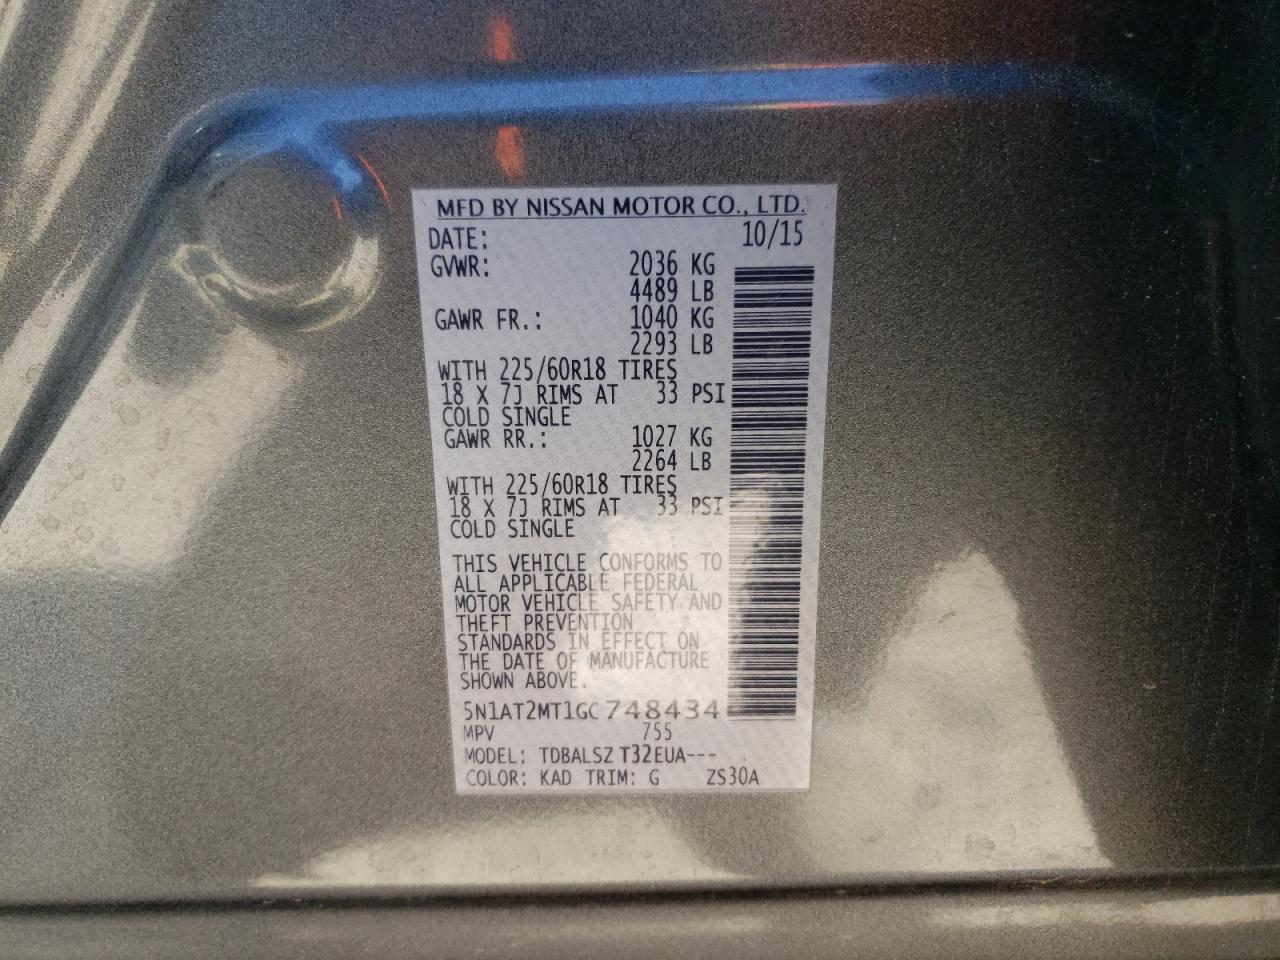 MFD BY NISSAN MOTOR CO., LTD.
DATE: 10/15
GVWR: 2036 KG
4489 LB
GAWR FR.: 1040 KG
2293 LB
WITH 225/60R18 TIRES
18 X 7J RIMS AT 33 PSI
COLD SINGLE
GAWR RR.: 1027 KG
2264 LB
WITH 225/60R18 TIRES
18 X 7J RIMS AT 33 PSI
COLD SINGLE
THIS VEHICLE CONFORMS TO
ALL APPLICABLE FEDERAL
MOTOR VEHICLE SAFETY AND
THEFT PREVENTION
STANDARDS IN EFFECT ON
THE DATE OF MANUFACTURE
SHOWN ABOVE.
5N1AT2MT1GC748434
MPV 755
MODEL: TDBALSZ T32EUA---
COLOR: KAD TRIM: G ZS30A